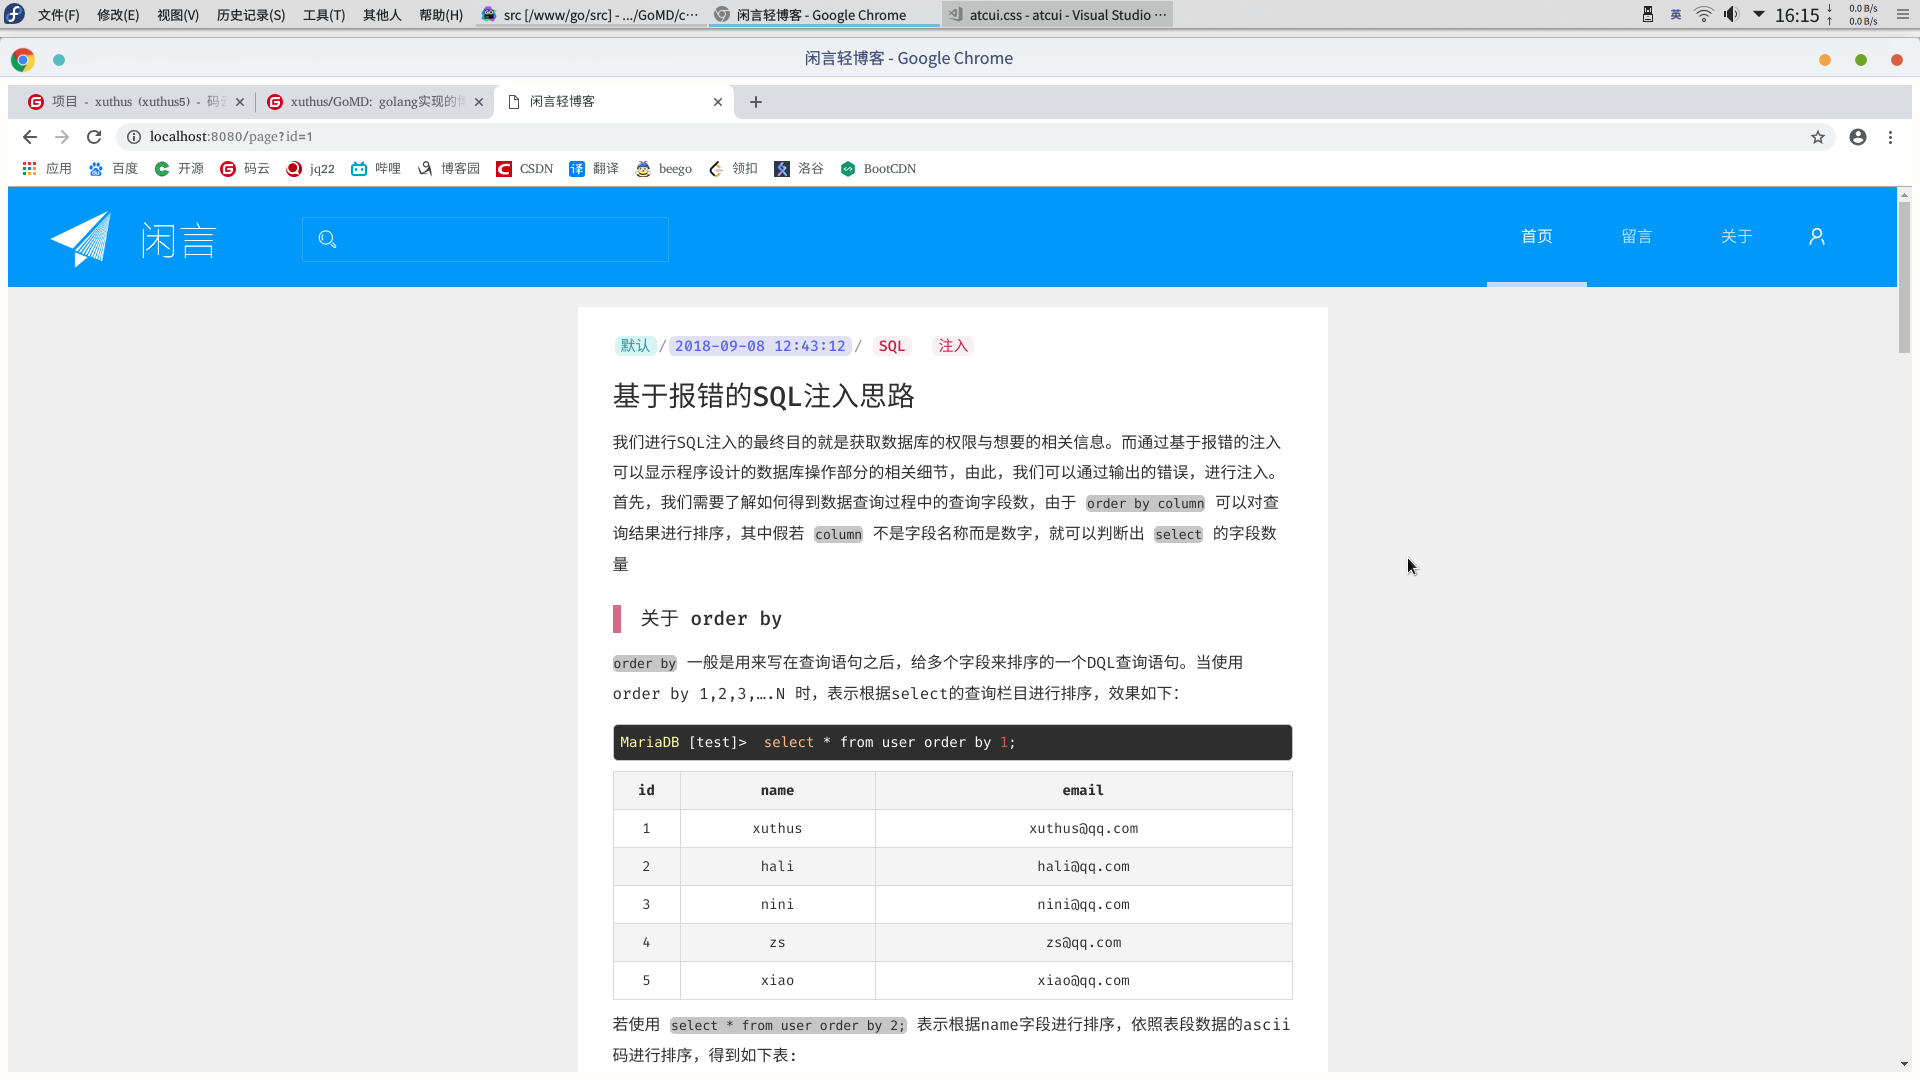 文件(F) 修改(E) 视图(V) 历史记录(S) 工具(T) 其他人 帮助(H) src [/www/go/src] - .../GoMD/c··· 闲言轻博客 - Google Chrome atcui.css - atcui - Visual Studio ··· 英 16:15 0.0 B/s 0.0 B/s
闲言轻博客 - Google Chrome
项目 - xuthus (xuthus5) - 码 xuthus/GoMD: golang实现的 闲言轻博客
localhost:8080/page?id=1
应用 百度 开源 码云 jq22 哔哩 博客园 CSDN 翻译 beego 领扣 洛谷 BootCDN
闲言 首页 留言 关于
默认/2018-09-08 12:43:12/ SQL 注入
基于报错的SQL注入思路
我们进行SQL注入的最终目的就是获取数据库的权限与想要的相关信息。而通过基于报错的注入
可以显示程序设计的数据库操作部分的相关细节，由此，我们可以通过输出的错误，进行注入。
首先，我们需要了解如何得到数据查询过程中的查询字段数，由于 order by column 可以对查
询结果进行排序，其中假若 column 不是字段名称而是数字，就可以判断出 select 的字段数
量
关于 order by
order by 一般是用来写在查询语句之后，给多个字段来排序的一个DQL查询语句。当使用
order by 1,2,3,….N 时，表示根据select的查询栏目进行排序，效果如下：
MariaDB [test]>  select * from user order by 1;
id name email
1 xuthus xuthus@qq.com
2 hali hali@qq.com
3 nini nini@qq.com
4 zs zs@qq.com
5 xiao xiao@qq.com
若使用 select * from user order by 2; 表示根据name字段进行排序，依照表段数据的ascii
码进行排序，得到如下表：